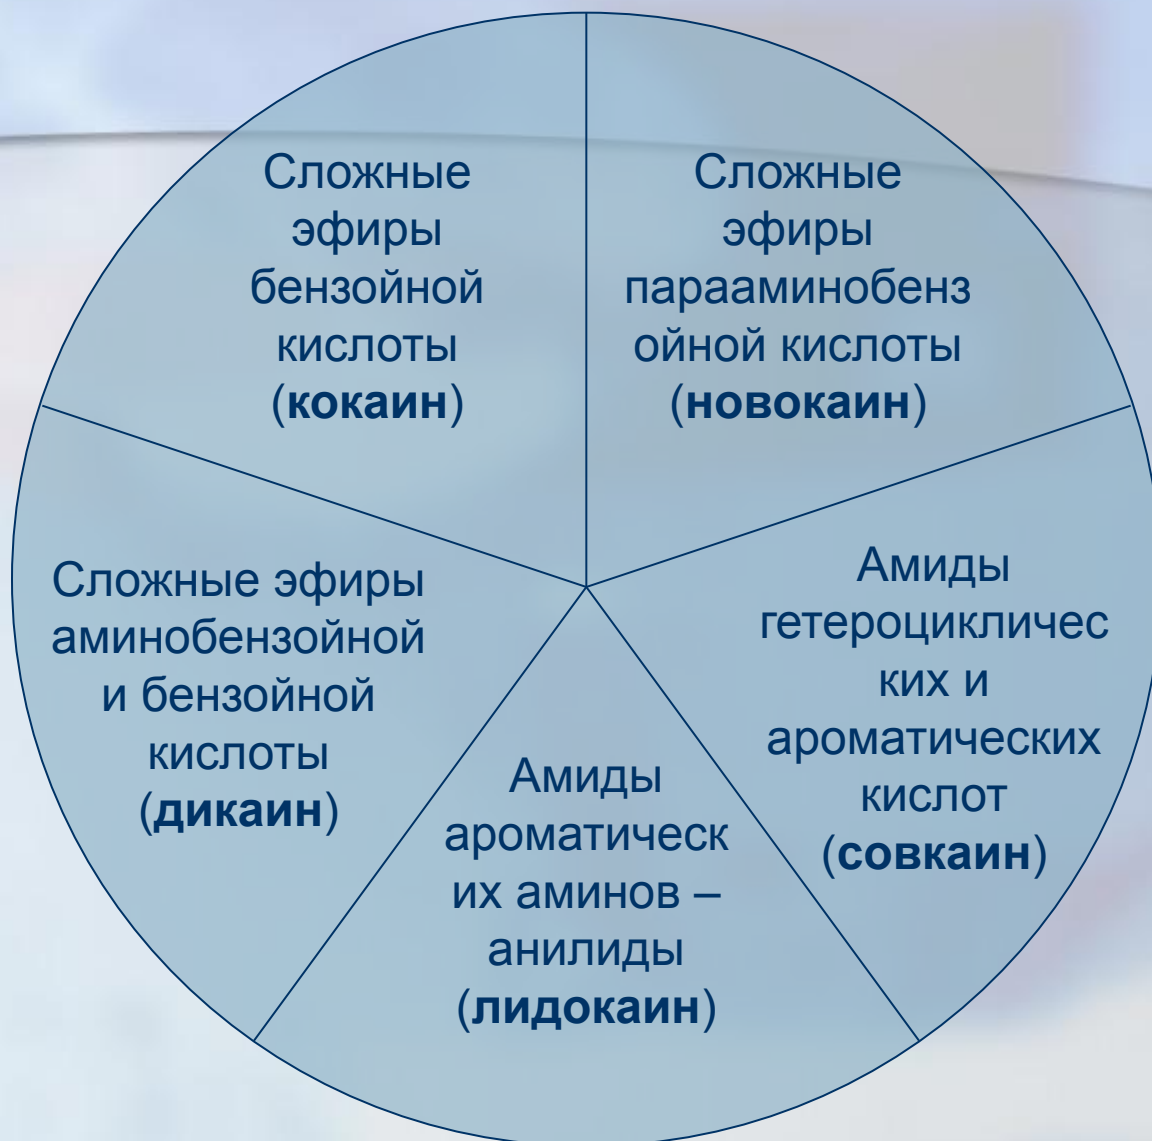 Сложные
эфиры
бензойной
кислоты
(кокаин)
Сложные
эфиры
парааминобенз
ойной кислоты
(новокаин)
Сложные эфиры
аминобензойной
и бензойной
кислоты
(дикаин)
Амиды
ароматическ
их аминов –
анилиды
(лидокаин)
Амиды
гетероцикличес
ких и
ароматических
кислот
(совкаин)